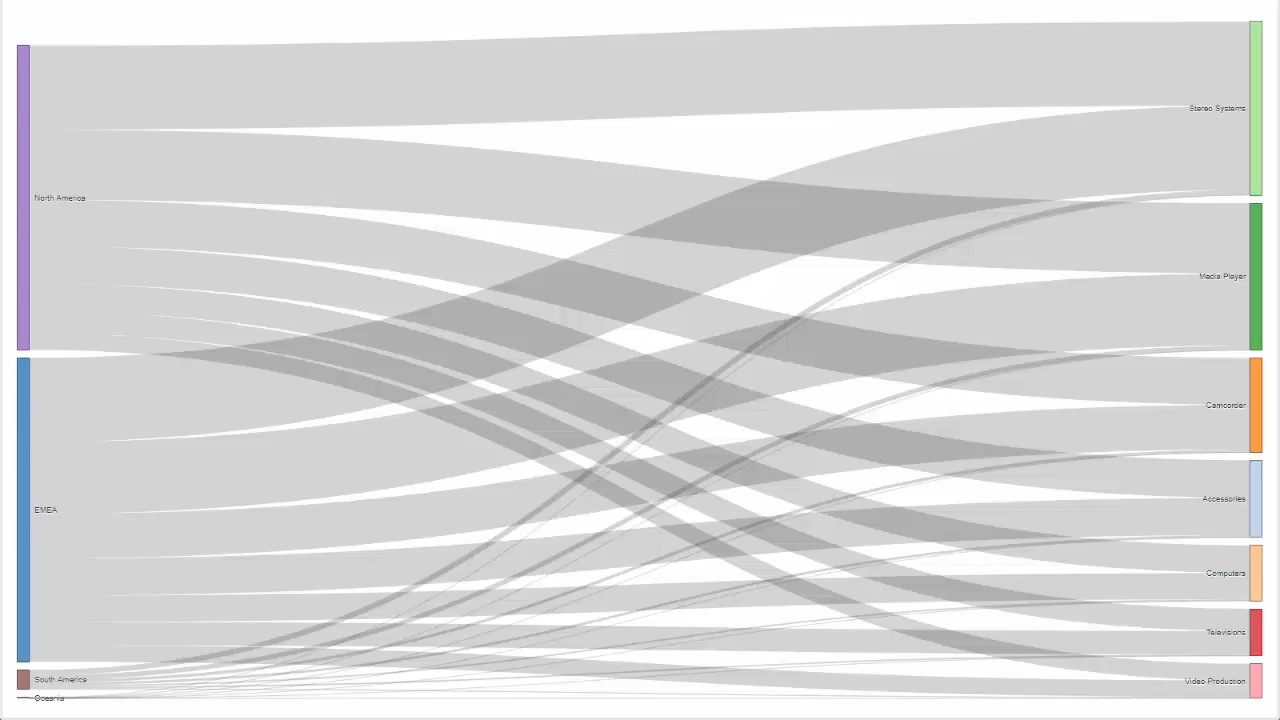 Stereo Systems
North America
Media Player
Camcorder
Accessories
EMEA
Computers
Televisions
South America
Video Production
Oceania